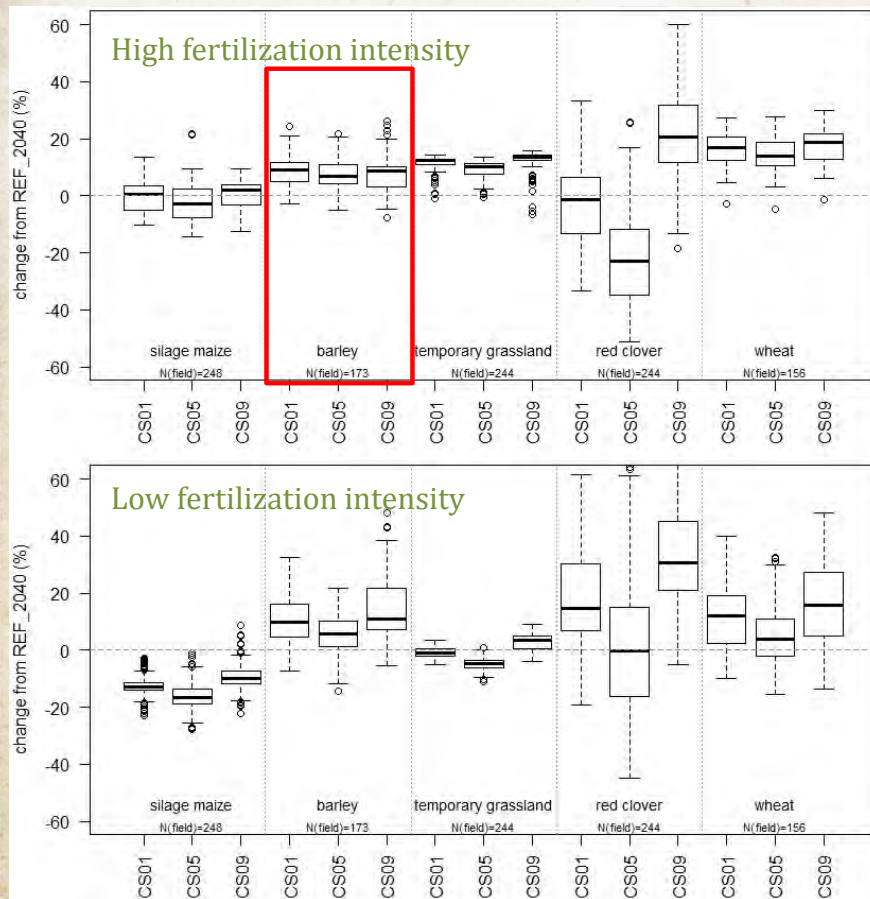 High fertilization intensity
change from REF_2040 (%)
60
40
20
0
-20
-40
-60
silage maize
barley
temporary grassland
red clover
wheat
N(field)=248
N(field)=173
N(field)=244
N(field)=244
N(field)=156
CS01
CS05
CS09
CS01
CS05
CS09
CS01
CS05
CS09
CS01
CS05
CS09
CS01
CS05
CS09
Low fertilization intensity
change from REF_2040 (%)
60
40
20
0
-20
-40
-60
silage maize
barley
temporary grassland
red clover
wheat
N(field)=248
N(field)=173
N(field)=244
N(field)=244
N(field)=156
CS01
CS05
CS09
CS01
CS05
CS09
CS01
CS05
CS09
CS01
CS05
CS09
CS01
CS05
CS09